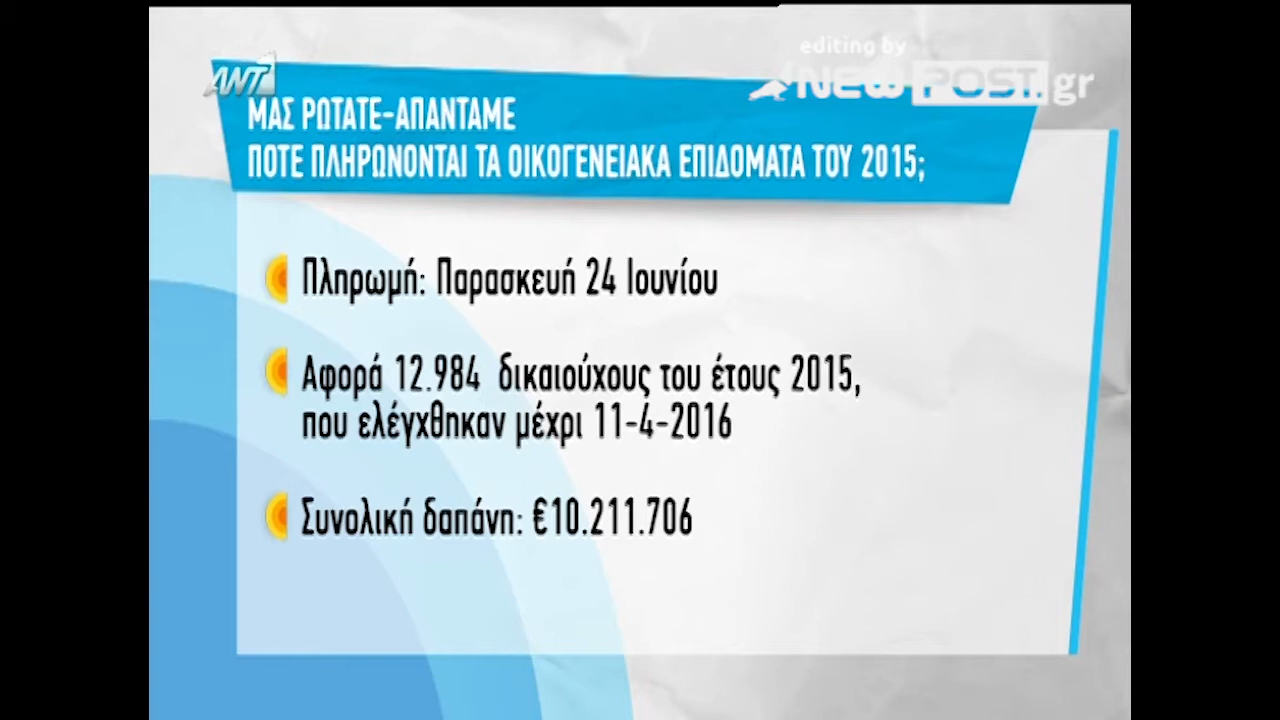 editing by
NEWPOST.gr
ΑΝΤ1
ΜΑΣ ΡΩΤΑΤΕ-ΑΠΑΝΤΑΜΕ
ΠΟΤΕ ΠΛΗΡΩΝΟΝΤΑΙ ΤΑ ΟΙΚΟΓΕΝΕΙΑΚΑ ΕΠΙΔΟΜΑΤΑ ΤΟΥ 2015;
Πληρωμή: Παρασκευή 24 Ιουνίου
Αφορά 12.984 δικαιούχους του έτους 2015,
που ελέγχθηκαν μέχρι 11-4-2016
Συνολική δαπάνη: €10.211.706